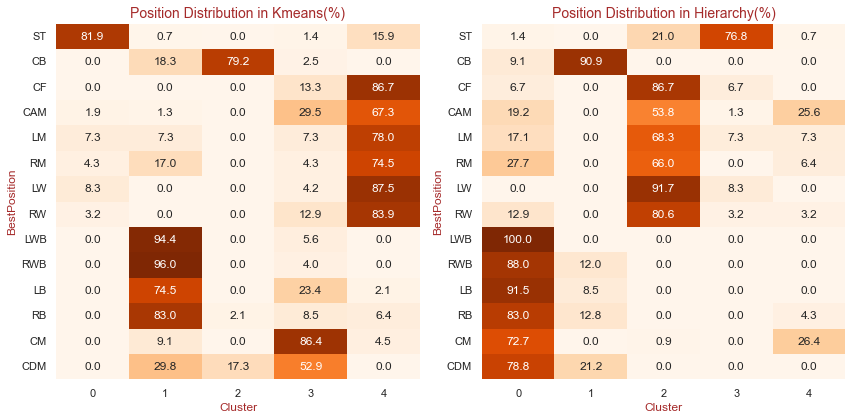 Position Distribution in Kmeans(%)
ST 81.9 0.7 0.0 1.4 15.9
CB 0.0 18.3 79.2 2.5 0.0
CF 0.0 0.0 0.0 13.3 86.7
CAM 1.9 1.3 0.0 29.5 67.3
LM 7.3 7.3 0.0 7.3 78.0
RM 4.3 17.0 0.0 4.3 74.5
LW 8.3 0.0 0.0 4.2 87.5
RW 3.2 0.0 0.0 12.9 83.9
LWB 0.0 94.4 0.0 5.6 0.0
RWB 0.0 96.0 0.0 4.0 0.0
LB 0.0 74.5 0.0 23.4 2.1
RB 0.0 83.0 2.1 8.5 6.4
CM 0.0 9.1 0.0 86.4 4.5
CDM 0.0 29.8 17.3 52.9 0.0
0 1 2 3 4
Cluster
BestPosition
Position Distribution in Hierarchy(%)
ST 1.4 0.0 21.0 76.8 0.7
CB 9.1 90.9 0.0 0.0 0.0
CF 6.7 0.0 86.7 6.7 0.0
CAM 19.2 0.0 53.8 1.3 25.6
LM 17.1 0.0 68.3 7.3 7.3
RM 27.7 0.0 66.0 0.0 6.4
LW 0.0 0.0 91.7 8.3 0.0
RW 12.9 0.0 80.6 3.2 3.2
LWB 100.0 0.0 0.0 0.0 0.0
RWB 88.0 12.0 0.0 0.0 0.0
LB 91.5 8.5 0.0 0.0 0.0
RB 83.0 12.8 0.0 0.0 4.3
CM 72.7 0.0 0.9 0.0 26.4
CDM 78.8 21.2 0.0 0.0 0.0
0 1 2 3 4
Cluster
BestPosition